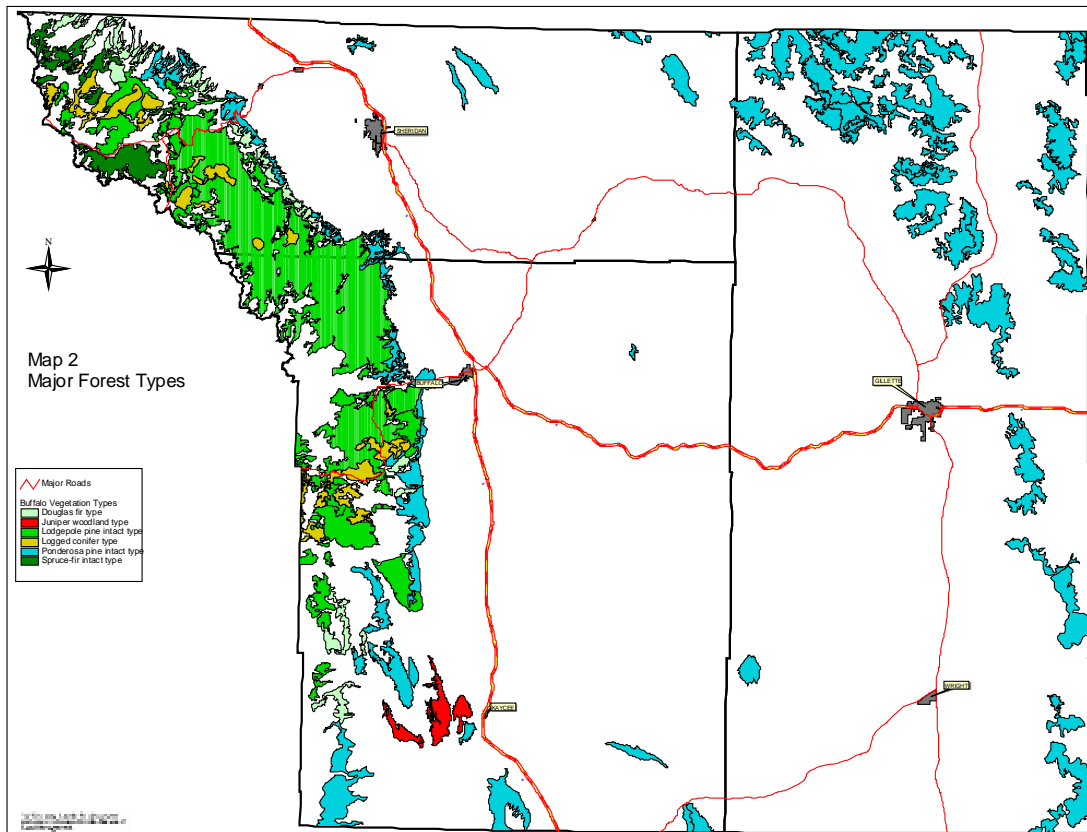 SHERIDAN
N
Map 2
Major Forest Types
BUFFALO
GILLETTE
Major Roads
Buffalo Vegetation Types
Douglas fir type
Juniper woodland type
Lodgepole pine intact type
Logged conifer type
Ponderosa pine intact type
Spruce-fir intact type
WRIGHT
KAYCEE